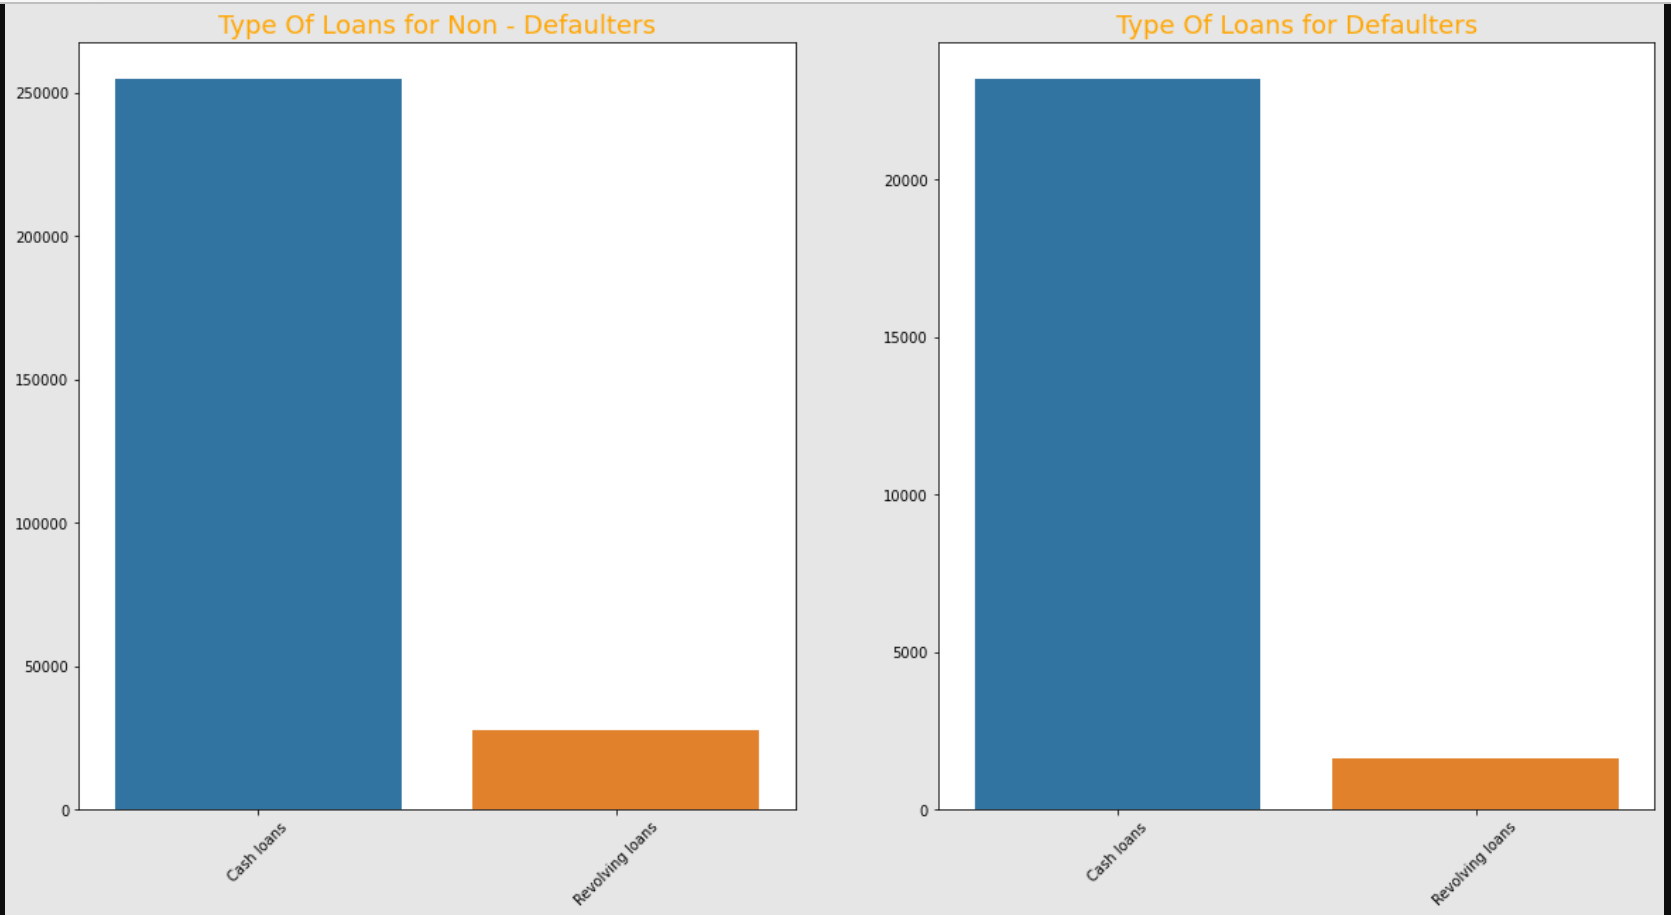 Type Of Loans for Non - Defaulters
250000
200000
150000
100000
50000
0
Cash loans
Revolving loans
Type Of Loans for Defaulters
20000
15000
10000
5000
0
Cash loans
Revolving loans